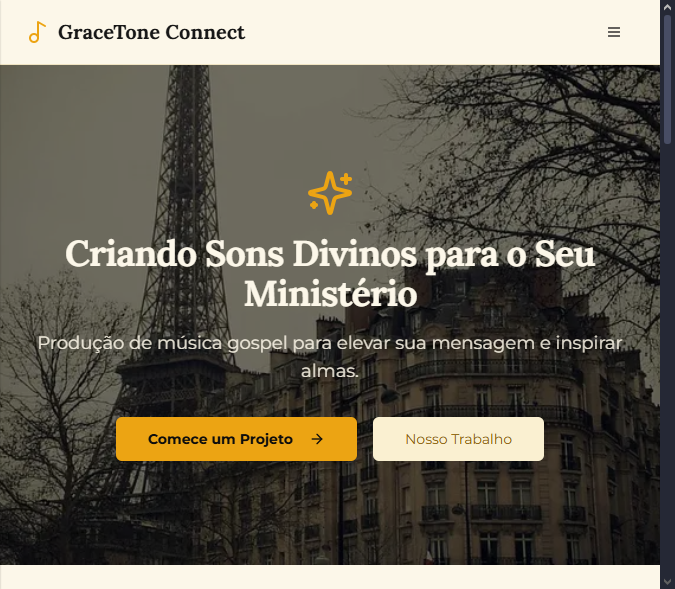 GraceTone Connect
Criando Sons Divinos para o Seu
Ministério
Produção de música gospel para elevar sua mensagem e inspirar
almas.
Comece um Projeto
Nosso Trabalho